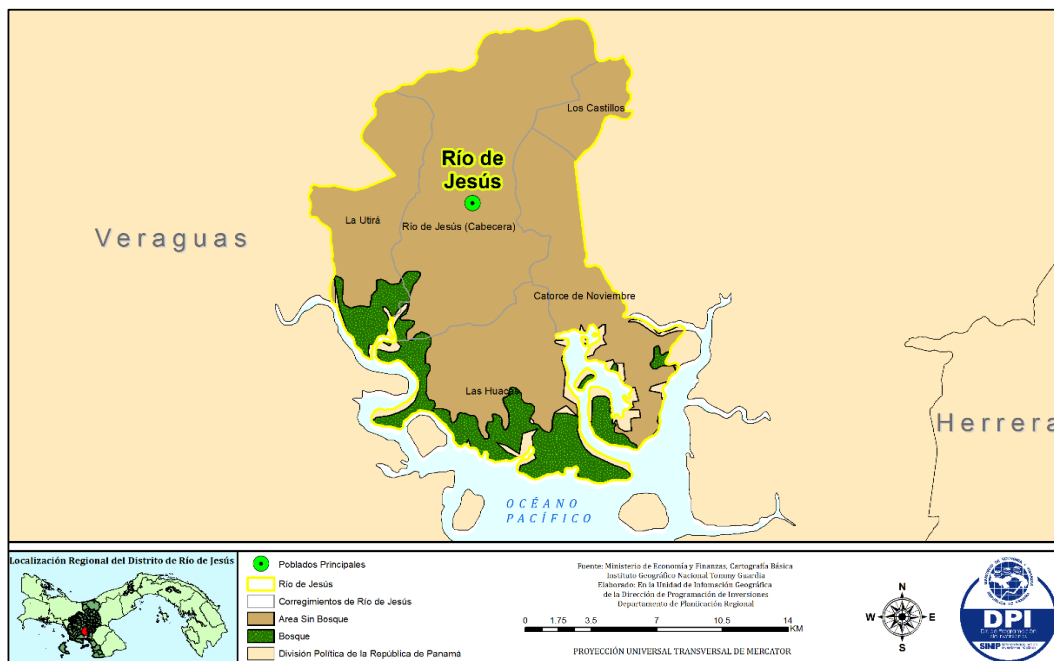 Los Castillos
Río de
Jesús
La Utirá
Río de Jesús (Cabecera)
Veraguas
Catorce de Noviembre
Las Huacas
Herrera
OCÉANO
PACÍFICO
Localización Regional del Distrito de Río de Jesús
Poblados Principales
Río de Jesús
Corregimientos de Río de Jesús
Area Sin Bosque
Bosque
División Política de la República de Panamá
Fuente: Ministerio de Economía y Finanzas, Cartografía Básica
Instituto Geográfico Nacional Tommy Guardia
Elaborado: En la Unidad de Infomación Geográfica
de la Dirección de Programación de Inversiones
Departamento de Planificación Regional
0 1.75 3.5 7 10.5 14
KM
PROYECCIÓN UNIVERSAL TRANSVERSAL DE MERCATOR
N
W E
S
DPI
SINIP